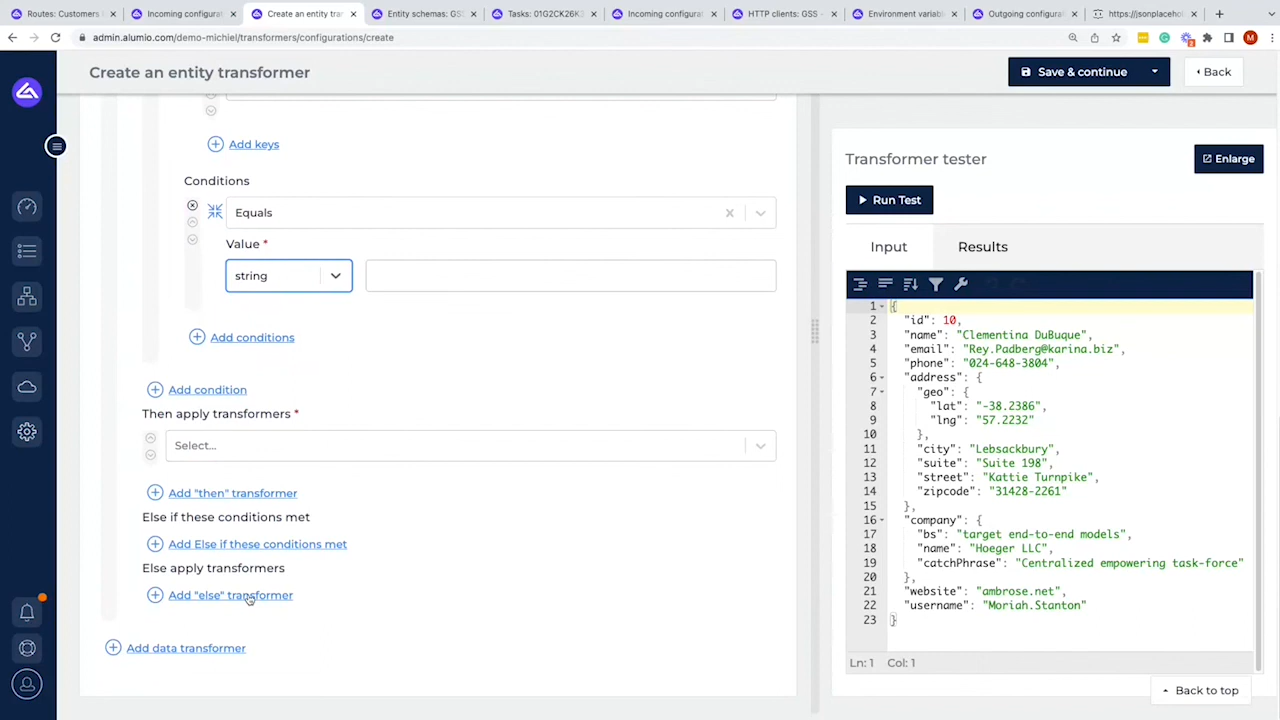 Routes: Customers
Incoming configurat
Create an entity trans
Entity schemas: GSS
Tasks: 01G2CK26K3
Incoming configurat
HTTP clients: GSS -
Environment variabl
Outgoing configurat
https://jsonplacehol
admin.alumio.com/demo-michiel/transformers/configurations/create
M
Create an entity transformer
Save & continue
Back
Add keys
Conditions
Equals
Value *
string
Add conditions
Add condition
Then apply transformers *
Select...
Add "then" transformer
Else if these conditions met
Add Else if these conditions met
Else apply transformers
Add "else" transformer
Add data transformer
Transformer tester
Enlarge
Run Test
Input
Results
1 {
2 "id": 10,
3 "name": "Clementina DuBuque",
4 "email": "Rey.Padberg@karina.biz",
5 "phone": "024-648-3804",
6 "address": {
7 "geo": {
8 "lat": "-38.2386",
9 "lng": "57.2232"
10 },
11 "city": "Lebsackbury",
12 "suite": "Suite 198",
13 "street": "Kattie Turnpike",
14 "zipcode": "31428-2261"
15 },
16 "company": {
17 "bs": "target end-to-end models",
18 "name": "Hoeger LLC",
19 "catchPhrase": "Centralized empowering task-force"
20 },
21 "website": "ambrose.net",
22 "username": "Moriah.Stanton"
23 }
Ln: 1 Col: 1
Back to top